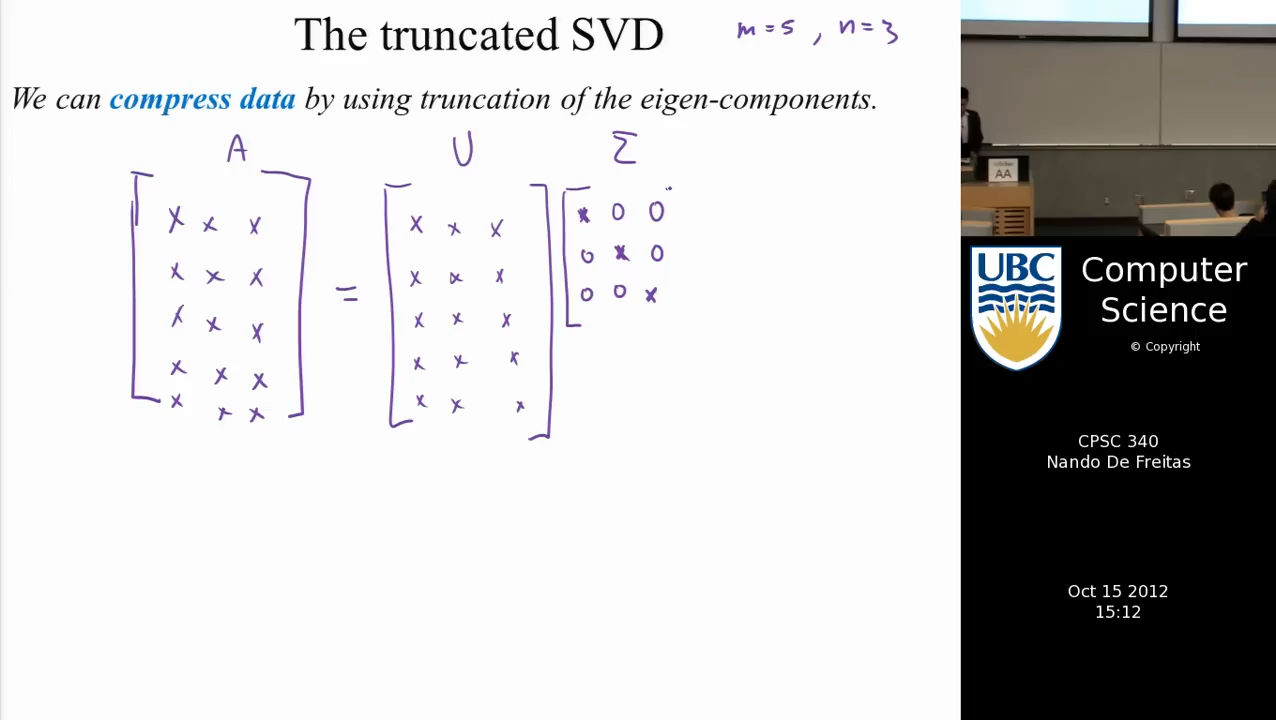 The truncated SVD
m = 5 , n = 3
We can compress data by using truncation of the eigen-components.
A U Σ
x x x
x x x
x x x
x x x
x x x
=
x x x
x x x
x x x
x x x
x x x
x 0 0
0 x 0
0 0 x
AA
UBC
Computer
Science
© Copyright
CPSC 340
Nando De Freitas
Oct 15 2012
15:12